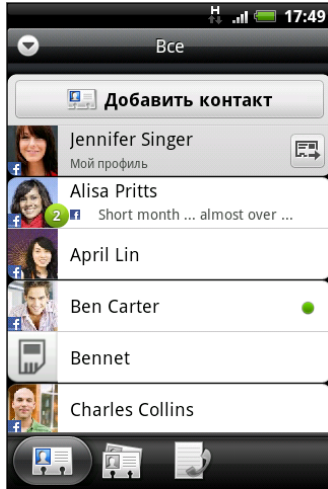 H 17:49
Все
Добавить контакт
Jennifer Singer
Мой профиль
Alisa Pritts
2
Short month ... almost over ...
April Lin
Ben Carter
Bennet
Charles Collins